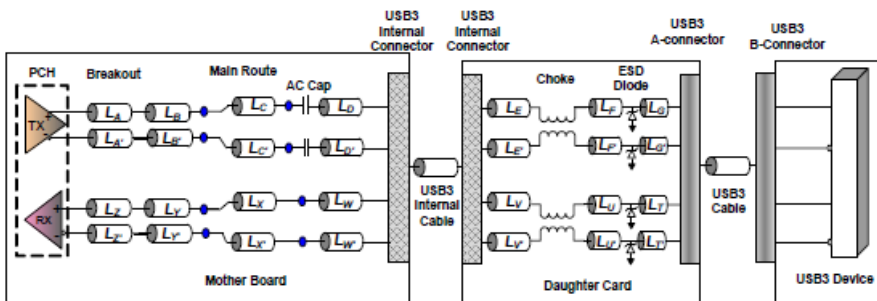 USB3
Internal
Connector
USB3
Internal
Connector
USB3
A-connector
USB3
B-Connector
PCH
Breakout
Main Route
AC Cap
Choke
ESD
Diode
TX
+
-
LA
LB
LC
LD
LE
LF
LG
LA'
LB'
LC'
LD'
LE'
LF'
LG'
USB3
Internal
Cable
USB3
Cable
RX
+
-
LZ
LY
LX
LW
LV
LU
LT
LZ'
LY'
LX'
LW'
LV'
LU'
LT'
Mother Board
Daughter Card
USB3 Device